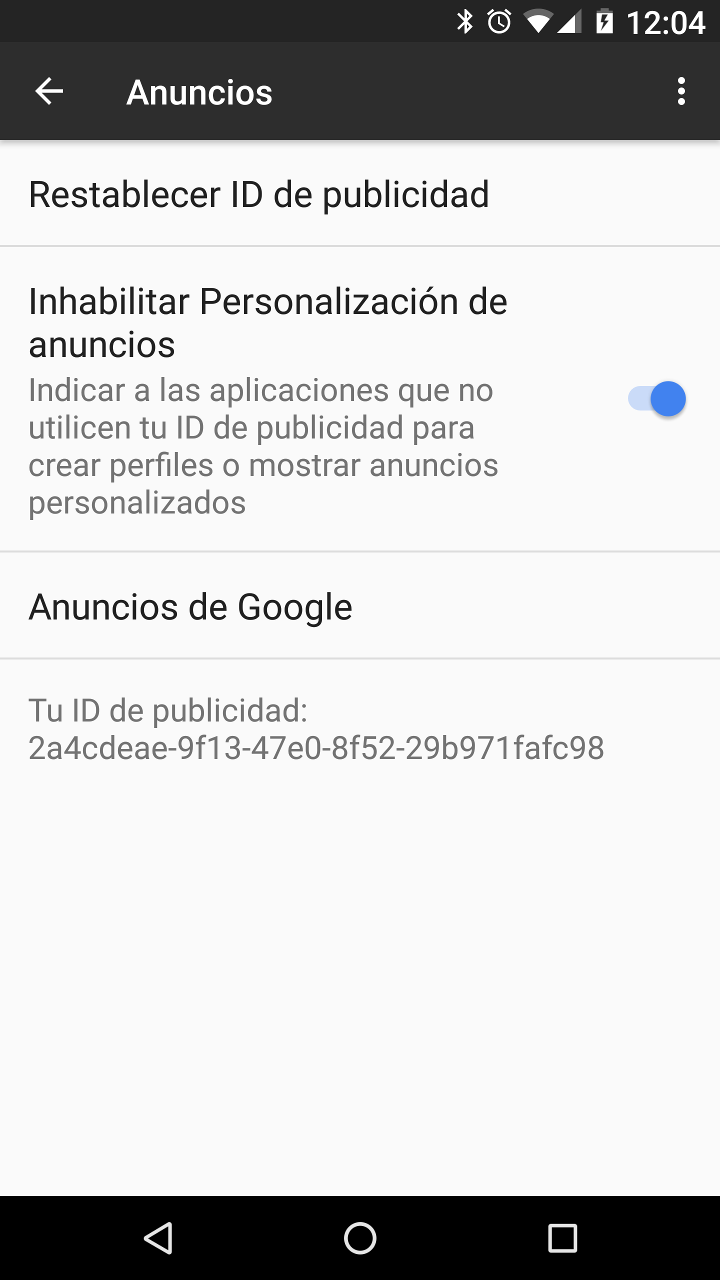 12:04
Anuncios
Restablecer ID de publicidad
Inhabilitar Personalización de
anuncios
Indicar a las aplicaciones que no
utilicen tu ID de publicidad para
crear perfiles o mostrar anuncios
personalizados
Anuncios de Google
Tu ID de publicidad:
2a4cdeae-9f13-47e0-8f52-29b971fafc98